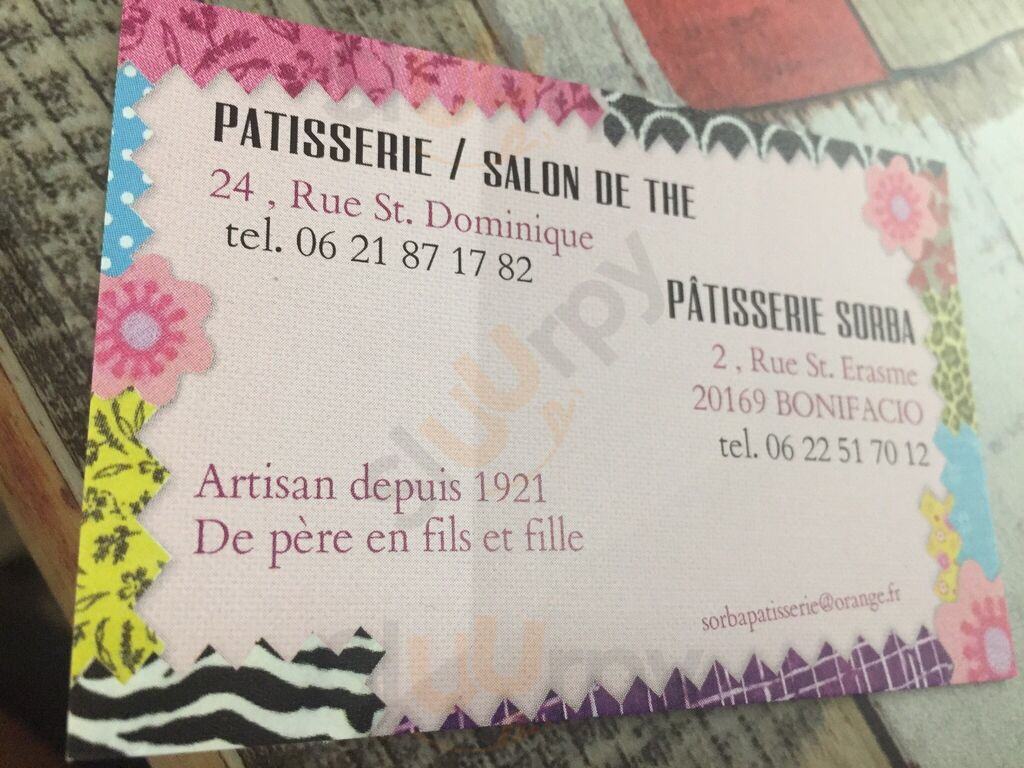 PATISSERIE / SALON DE THE
24 , Rue St. Dominique
tel. 06 21 87 17 82
PÂTISSERIE SORBA
2 , Rue St. Erasme
20169 BONIFACIO
tel. 06 22 51 70 12
Artisan depuis 1921
De père en fils et fille
sorbapatisserie@orange.fr